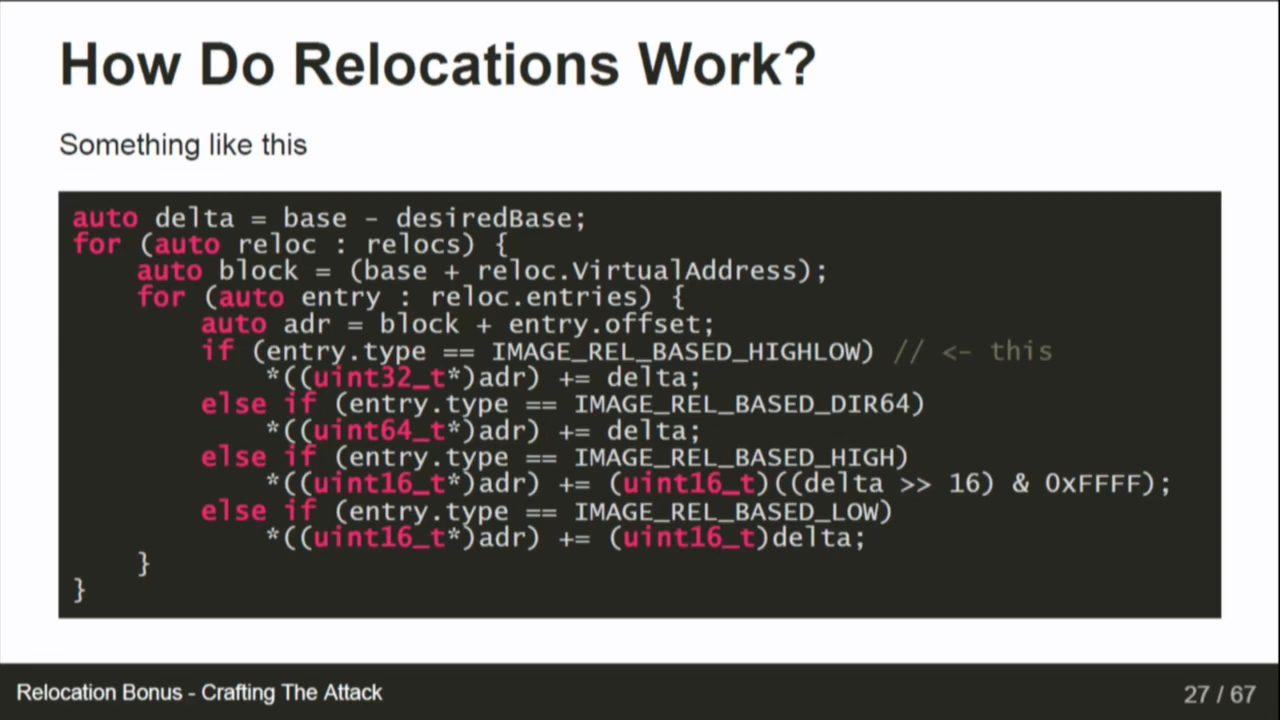 How Do Relocations Work?
Something like this
auto delta = base - desiredBase;
for (auto reloc : relocs) {
    auto block = (base + reloc.VirtualAddress);
    for (auto entry : reloc.entries) {
        auto adr = block + entry.offset;
        if (entry.type == IMAGE_REL_BASED_HIGHLOW) // <- this
            *((uint32_t*)adr) += delta;
        else if (entry.type == IMAGE_REL_BASED_DIR64)
            *((uint64_t*)adr) += delta;
        else if (entry.type == IMAGE_REL_BASED_HIGH)
            *((uint16_t*)adr) += (uint16_t)((delta >> 16) & 0xFFFF);
        else if (entry.type == IMAGE_REL_BASED_LOW)
            *((uint16_t*)adr) += (uint16_t)delta;
    }
}
Relocation Bonus - Crafting The Attack
27 / 67